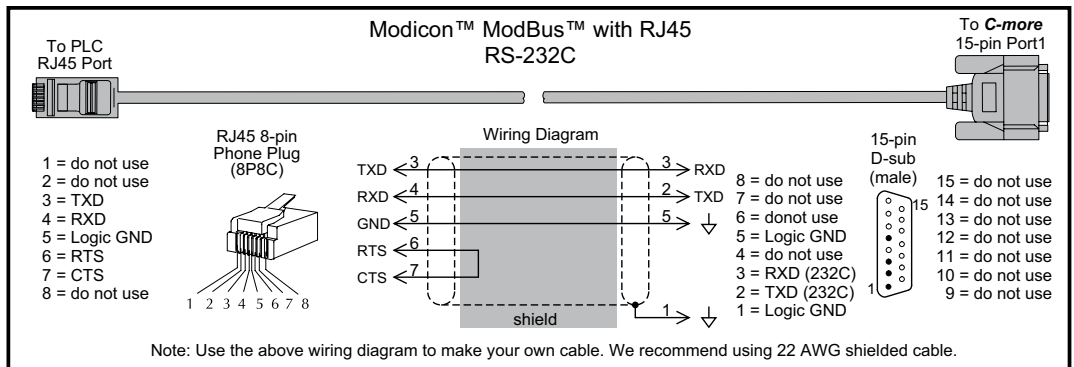 Modicon™ ModBus™ with RJ45
RS-232C
To PLC
RJ45 Port
To C-more
15-pin Port1
RJ45 8-pin
Phone Plug
(8P8C)
1 = do not use
2 = do not use
3 = TXD
4 = RXD
5 = Logic GND
6 = RTS
7 = CTS
8 = do not use
1 2 3 4 5 6 7 8
Wiring Diagram
TXD 3 3 RXD
RXD 4 2 TXD
GND 5 5
RTS 6
CTS 7
1
shield
8 = do not use
7 = do not use
6 = donot use
5 = Logic GND
4 = do not use
3 = RXD (232C)
2 = TXD (232C)
1 = Logic GND
15-pin
D-sub
(male)
15
1
15 = do not use
14 = do not use
13 = do not use
12 = do not use
11 = do not use
10 = do not use
9 = do not use
Note: Use the above wiring diagram to make your own cable. We recommend using 22 AWG shielded cable.